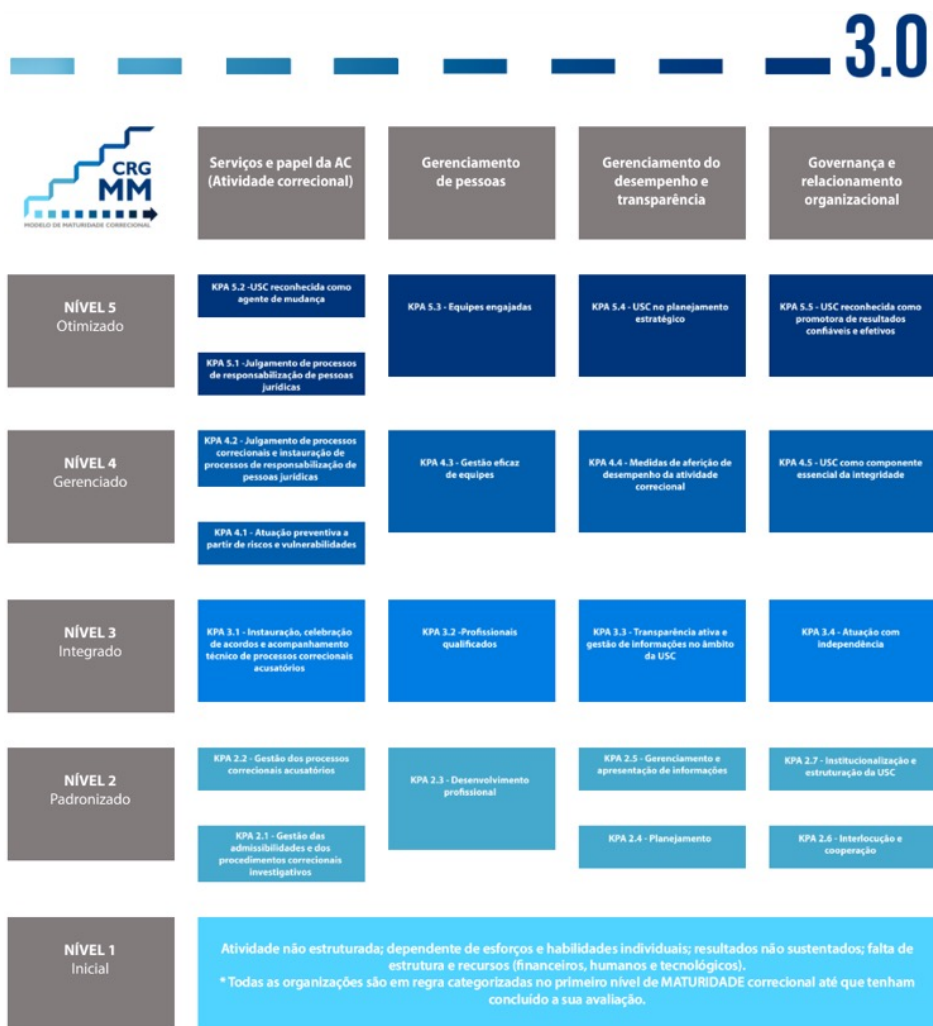 3.0
CRG
MM
MODELO DE MATURIDADE CORRECIONAL
Serviços e papel da AC
(Atividade correcional)
Gerenciamento
de pessoas
Gerenciamento do
desempenho e
transparência
Governança e
relacionamento
organizacional
NÍVEL 5
Otimizado
KPA 5.2 -USC reconhecida como
agente de mudança
KPA 5.1 -Julgamento de processos
de responsabilização de pessoas
jurídicas
KPA 5.3 - Equipes engajadas
KPA 5.4 - USC no planejamento
estratégico
KPA 5.5 - USC reconhecida como
promotora de resultados
confiáveis e efetivos
NÍVEL 4
Gerenciado
KPA 4.2 - Julgamento de processos
correcionais e instauração de
processos de responsabilização de
pessoas jurídicas
KPA 4.1 - Atuação preventiva a
partir de riscos e vulnerabilidades
KPA 4.3 - Gestão eficaz
de equipes
KPA 4.4 - Medidas de aferição de
desempenho da atividade
correcional
KPA 4.5 - USC como componente
essencial da integridade
NÍVEL 3
Integrado
KPA 3.1 - Instauração, celebração
de acordos e acompanhamento
técnico de processos correcionais
acusatórios
KPA 3.2 -Profissionais
qualificados
KPA 3.3 - Transparência ativa e
gestão de informações no âmbito
da USC
KPA 3.4 - Atuação com
independência
NÍVEL 2
Padronizado
KPA 2.2 - Gestão dos processos
correcionais acusatórios
KPA 2.1 - Gestão das
admissibilidades e dos
procedimentos correcionais
investigativos
KPA 2.3 - Desenvolvimento
profissional
KPA 2.5 - Gerenciamento e
apresentação de informações
KPA 2.4 - Planejamento
KPA 2.7 - Institucionalização e
estruturação da USC
KPA 2.6 - Interlocução e
cooperação
NÍVEL 1
Inicial
Atividade não estruturada; dependente de esforços e habilidades individuais; resultados não sustentados; falta de
estrutura e recursos (financeiros, humanos e tecnológicos).
* Todas as organizações são em regra categorizadas no primeiro nível de MATURIDADE correcional até que tenham
concluído a sua avaliação.